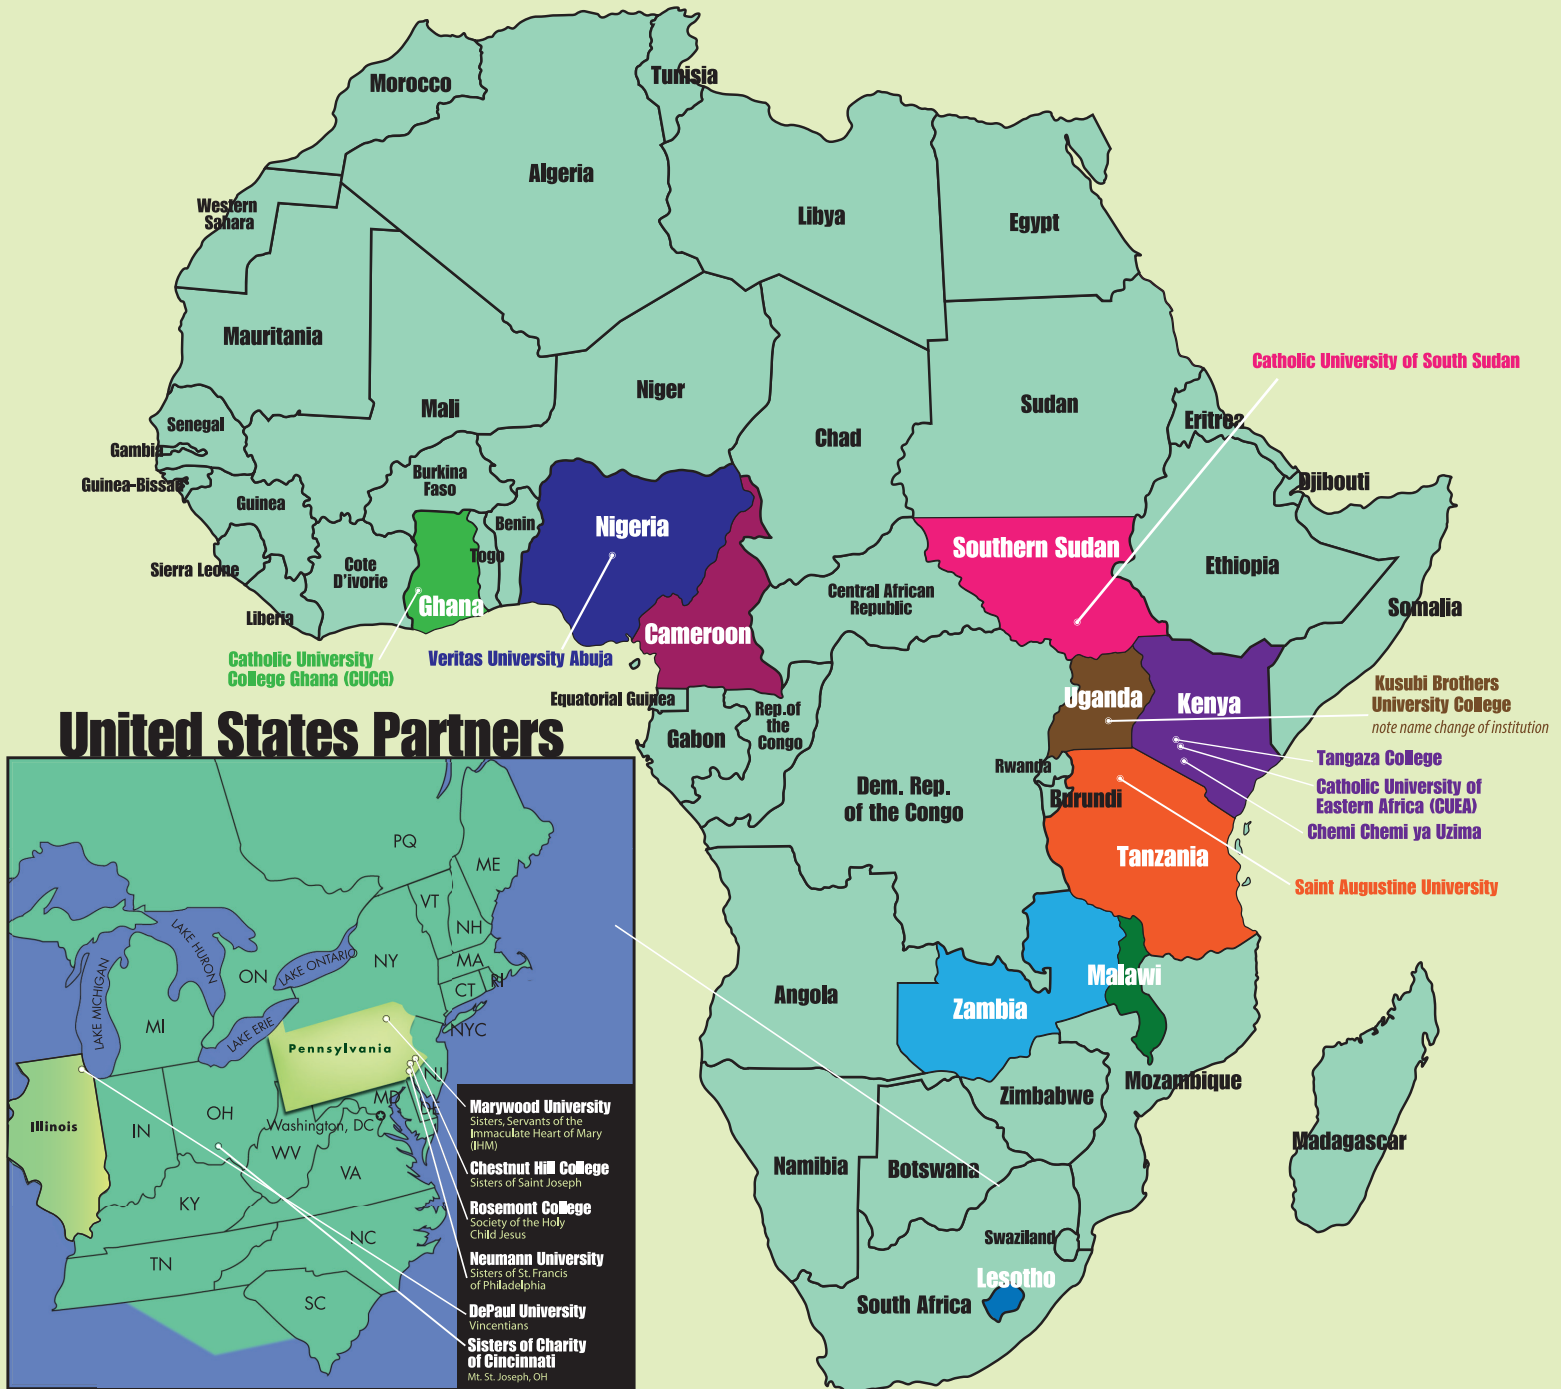 Morocco
Tunisia
Algeria
Libya
Egypt
Western
Sahara
Mauritania
Mali
Niger
Chad
Sudan
Eritrea
Djibouti
Catholic University of South Sudan
Senegal
Gambia
Guinea-Bissao
Guinea
Burkina
Faso
Benin
Togo
Nigeria
Sierra Leone
Liberia
Cote
D'ivorie
Ghana
Cameroon
Central African
Republic
Southern Sudan
Ethiopia
Somalia
Catholic University
College Ghana (CUCG)
Veritas University Abuja
Equatorial Guinea
Gabon
Rep.of
the
Congo
Dem. Rep.
of the Congo
Uganda
Kenya
Rwanda
Burundi
Tanzania
Kusubi Brothers
University College
note name change of institution
Tangaza College
Catholic University of
Eastern Africa (CUEA)
Chemi Chemi ya Uzima
Saint Augustine University
Angola
Zambia
Malawi
Mozambique
Zimbabwe
Madagascar
Namibia
Botswana
Swaziland
Lesotho
South Africa
United States Partners
PQ
ME
VT
NH
LAKE HURON
ON
LAKE ONTARIO
NY
MA
CT
RI
LAKE MICHIGAN
MI
LAKE ERIE
NYC
Pennsylvania
NJ
Illinois
IN
OH
MD
DE
Washington, DC
WV
VA
KY
NC
TN
SC
Marywood University
Sisters, Servants of the
Immaculate Heart of Mary
(IHM)
Chestnut Hill College
Sisters of Saint Joseph
Rosemont College
Society of the Holy
Child Jesus
Neumann University
Sisters of St. Francis
of Philadelphia
DePaul University
Vincentians
Sisters of Charity
of Cincinnati
Mt. St. Joseph, OH